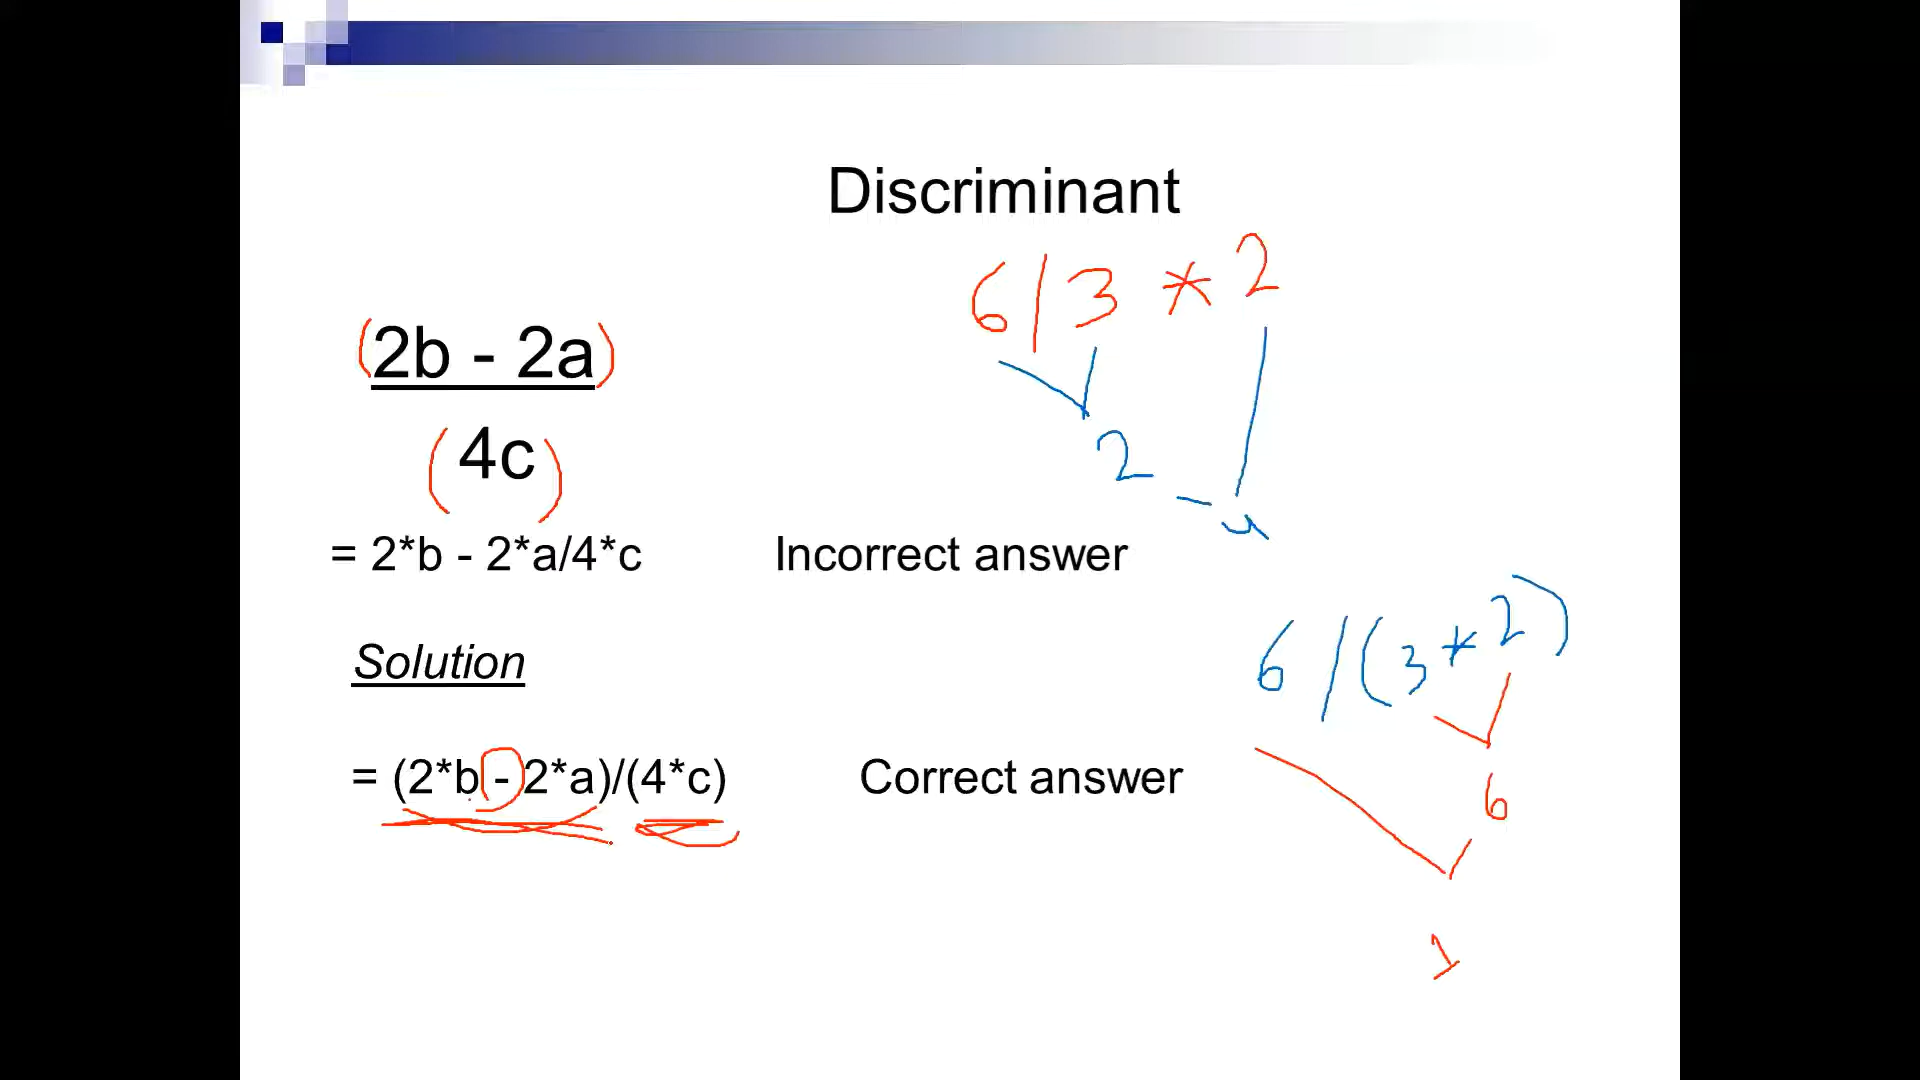 Discriminant
6/3 * 2
(2b - 2a)
(4c)
2
4
= 2*b - 2*a/4*c Incorrect answer
6/(3*2)
Solution
= (2*b - 2*a)/(4*c) Correct answer
6
1